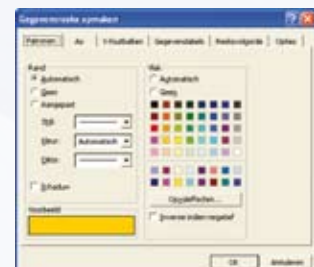 Gegevensreeks opmaken
Patronen As Y-foutbalken Gegevenslabels Reeksvolgorde Opties
Rand Vlak
Automatisch Automatisch
Geen Geen
Aangepast
Stijl:
Kleur: Automatisch
Dikte:
Schaduw
Opvuleffecten...
Voorbeeld
Inverse indien negatief
OK Annuleren